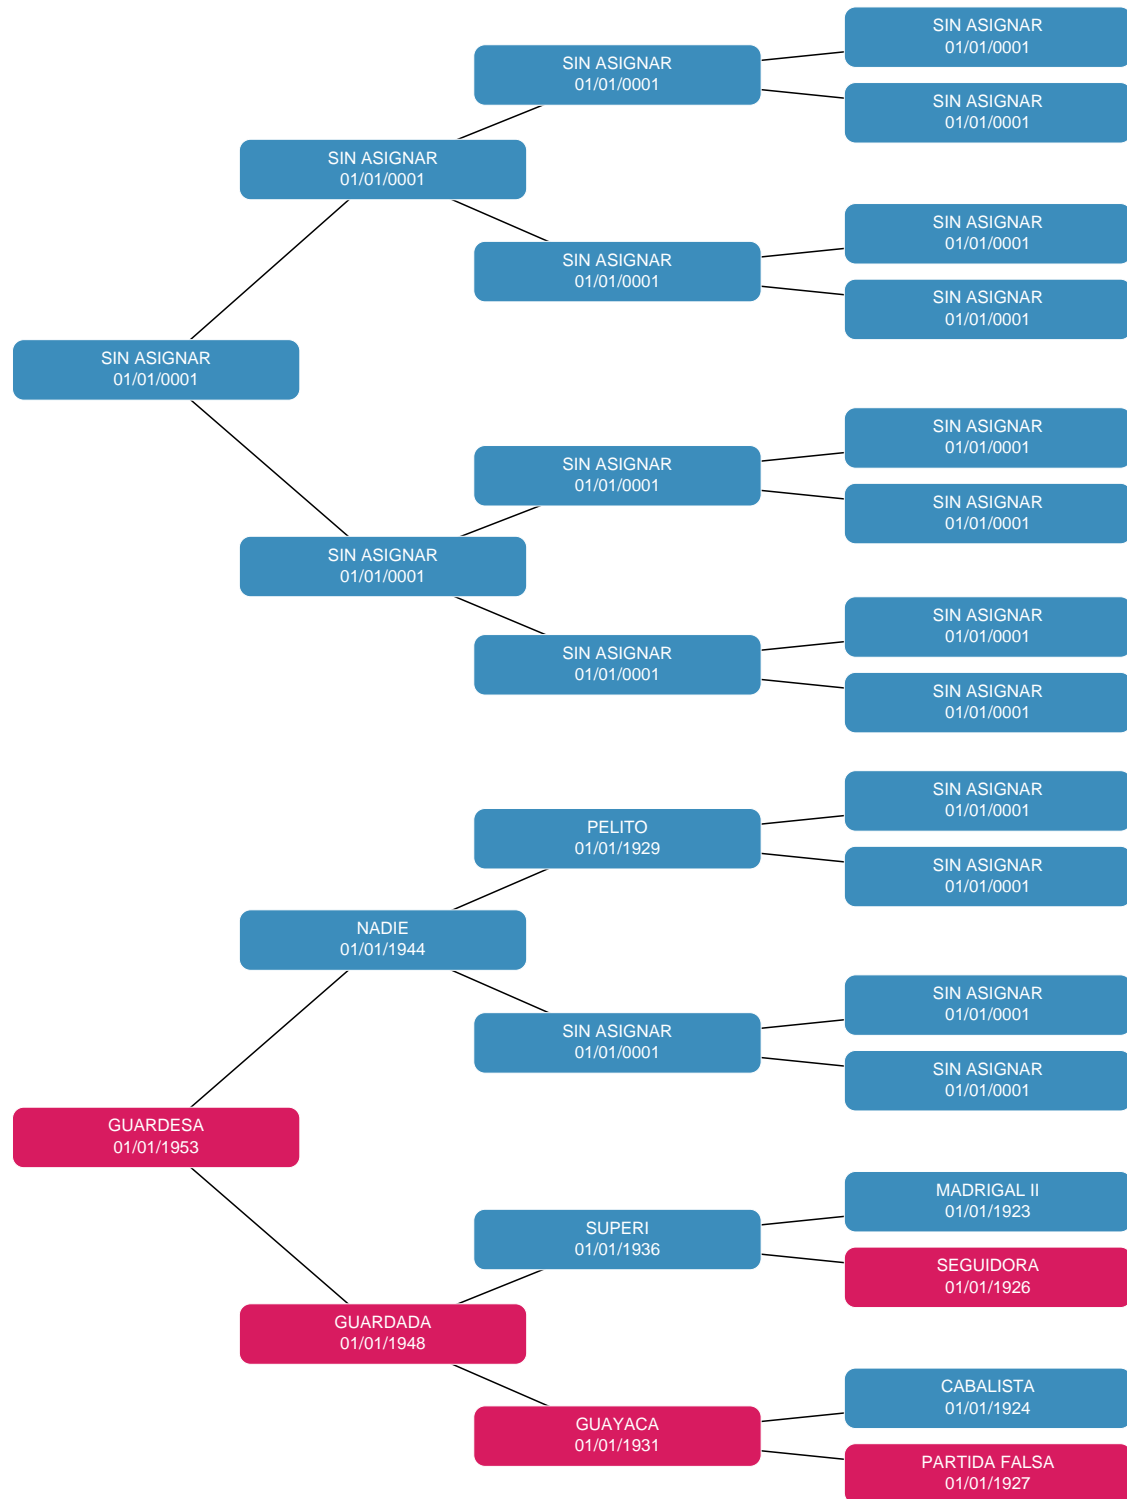 SIN ASIGNAR
01/01/0001
SIN ASIGNAR
01/01/0001
SIN ASIGNAR
01/01/0001
SIN ASIGNAR
01/01/0001
SIN ASIGNAR
01/01/0001
SIN ASIGNAR
01/01/0001
SIN ASIGNAR
01/01/0001
SIN ASIGNAR
01/01/0001
SIN ASIGNAR
01/01/0001
SIN ASIGNAR
01/01/0001
SIN ASIGNAR
01/01/0001
SIN ASIGNAR
01/01/0001
SIN ASIGNAR
01/01/0001
SIN ASIGNAR
01/01/0001
SIN ASIGNAR
01/01/0001
SIN ASIGNAR
01/01/0001
PELITO
01/01/1929
SIN ASIGNAR
01/01/0001
NADIE
01/01/1944
SIN ASIGNAR
01/01/0001
SIN ASIGNAR
01/01/0001
SIN ASIGNAR
01/01/0001
GUARDESA
01/01/1953
MADRIGAL II
01/01/1923
SUPERI
01/01/1936
SEGUIDORA
01/01/1926
GUARDADA
01/01/1948
CABALISTA
01/01/1924
GUAYACA
01/01/1931
PARTIDA FALSA
01/01/1927